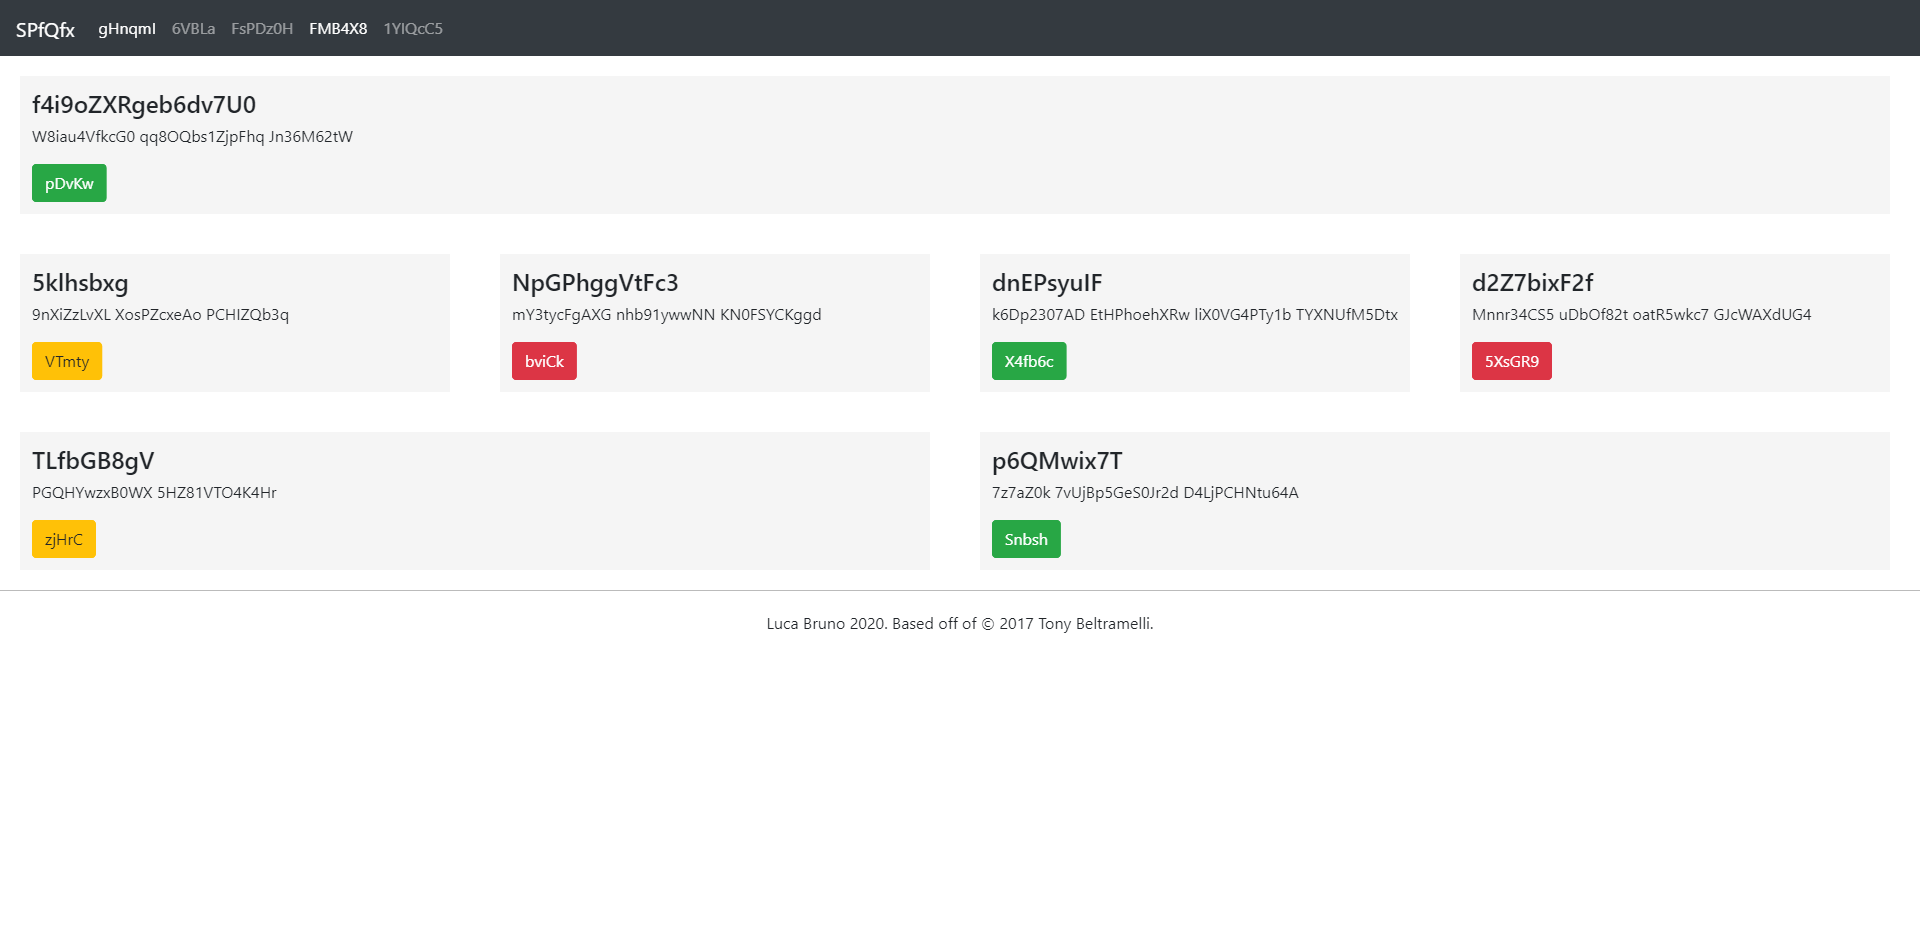 SPfQfx gHnqml 6VBLa FsPDz0H FMB4X8 1YlQcC5
f4i9oZXRgeb6dv7U0
W8iau4VfkcG0 qq8OQbs1ZjpFhq Jn36M62tW
pDvKw
5klhsbxg
9nXiZzLvXL XosPZcxeAo PCHIZQb3q
VTmty
NpGPhggVtFc3
mY3tycFgAXG nhb91ywwNN KN0FSYCKggd
bviCk
dnEPsyuIF
k6Dp2307AD EtHPhoehXRw liX0VG4PTy1b TYXNUfM5Dtx
X4fb6c
d2Z7bixF2f
Mnnr34CS5 uDbOf82t oatR5wkc7 GJcWAXdUG4
5XsGR9
TLfbGB8gV
PGQHYwzxB0WX 5HZ81VTO4K4Hr
zjHrC
p6QMwix7T
7z7aZ0k 7vUjBp5GeS0Jr2d D4LjPCHNtu64A
Snbsh
Luca Bruno 2020. Based off of © 2017 Tony Beltramelli.